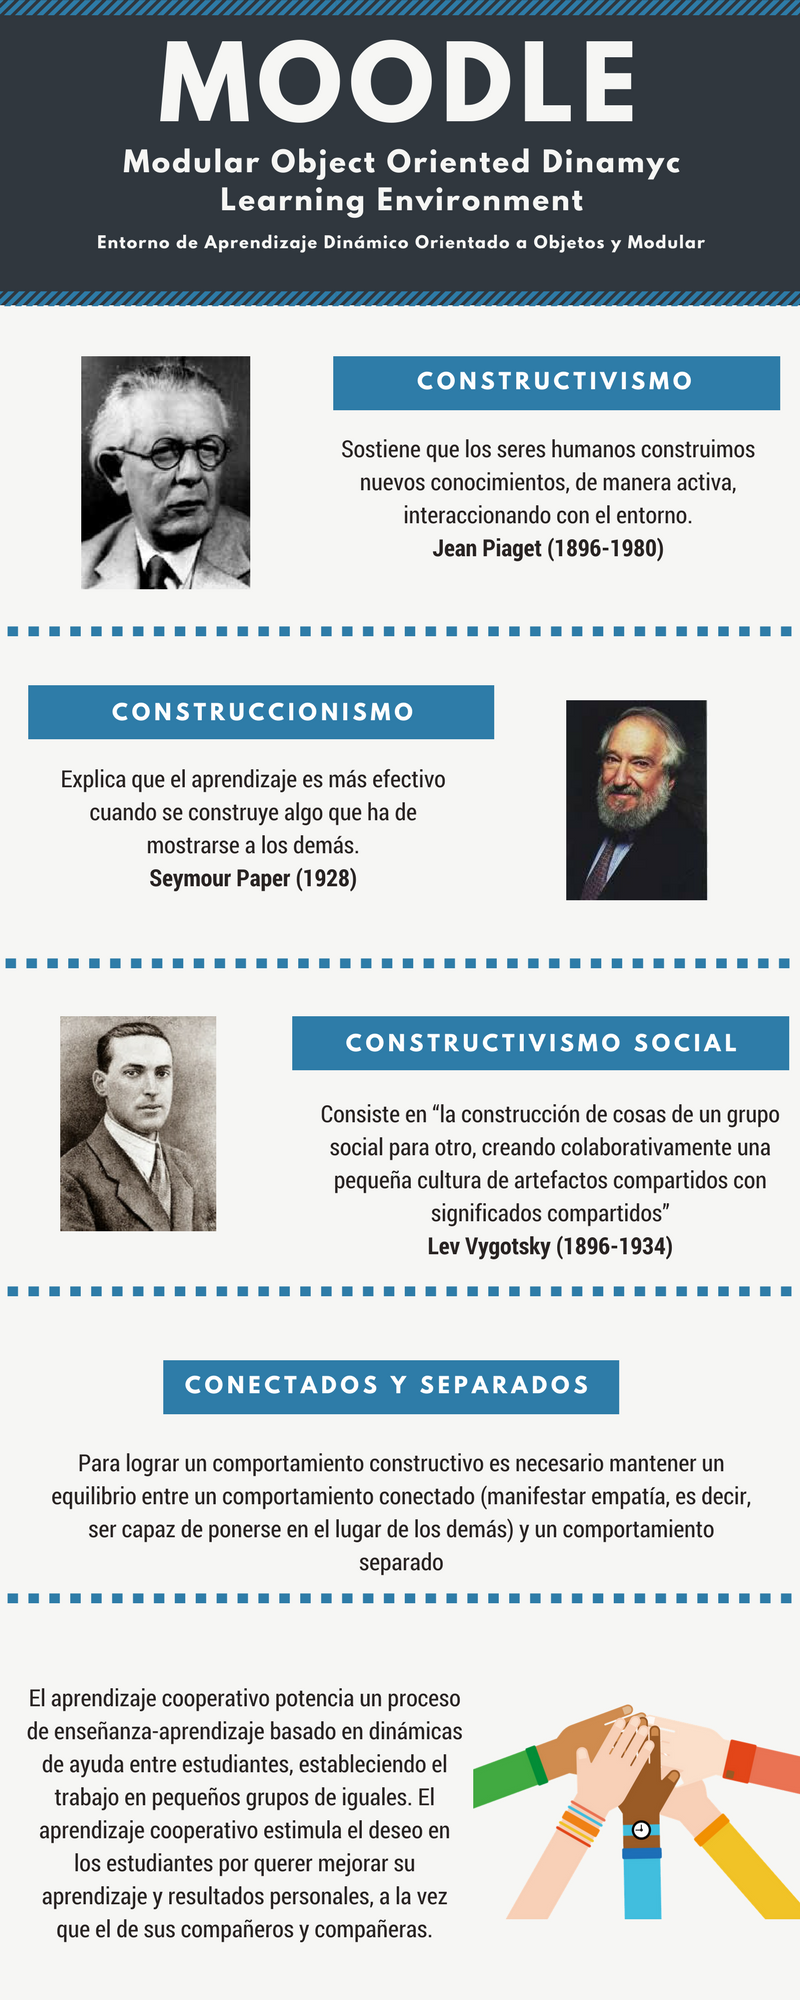 MOODLE
Modular Object Oriented Dinamyc
Learning Environment
Entorno de Aprendizaje Dinámico Orientado a Objetos y Modular
CONSTRUCTIVISMO
Sostiene que los seres humanos construimos
nuevos conocimientos, de manera activa,
interaccionando con el entorno.
Jean Piaget (1896-1980)
CONSTRUCCIONISMO
Explica que el aprendizaje es más efectivo
cuando se construye algo que ha de
mostrarse a los demás.
Seymour Paper (1928)
CONSTRUCTIVISMO SOCIAL
Consiste en “la construcción de cosas de un grupo
social para otro, creando colaborativamente una
pequeña cultura de artefactos compartidos con
significados compartidos”
Lev Vygotsky (1896-1934)
CONECTADOS Y SEPARADOS
Para lograr un comportamiento constructivo es necesario mantener un
equilibrio entre un comportamiento conectado (manifestar empatía, es decir,
ser capaz de ponerse en el lugar de los demás) y un comportamiento
separado
El aprendizaje cooperativo potencia un proceso
de enseñanza-aprendizaje basado en dinámicas
de ayuda entre estudiantes, estableciendo el
trabajo en pequeños grupos de iguales. El
aprendizaje cooperativo estimula el deseo en
los estudiantes por querer mejorar su
aprendizaje y resultados personales, a la vez
que el de sus compañeros y compañeras.